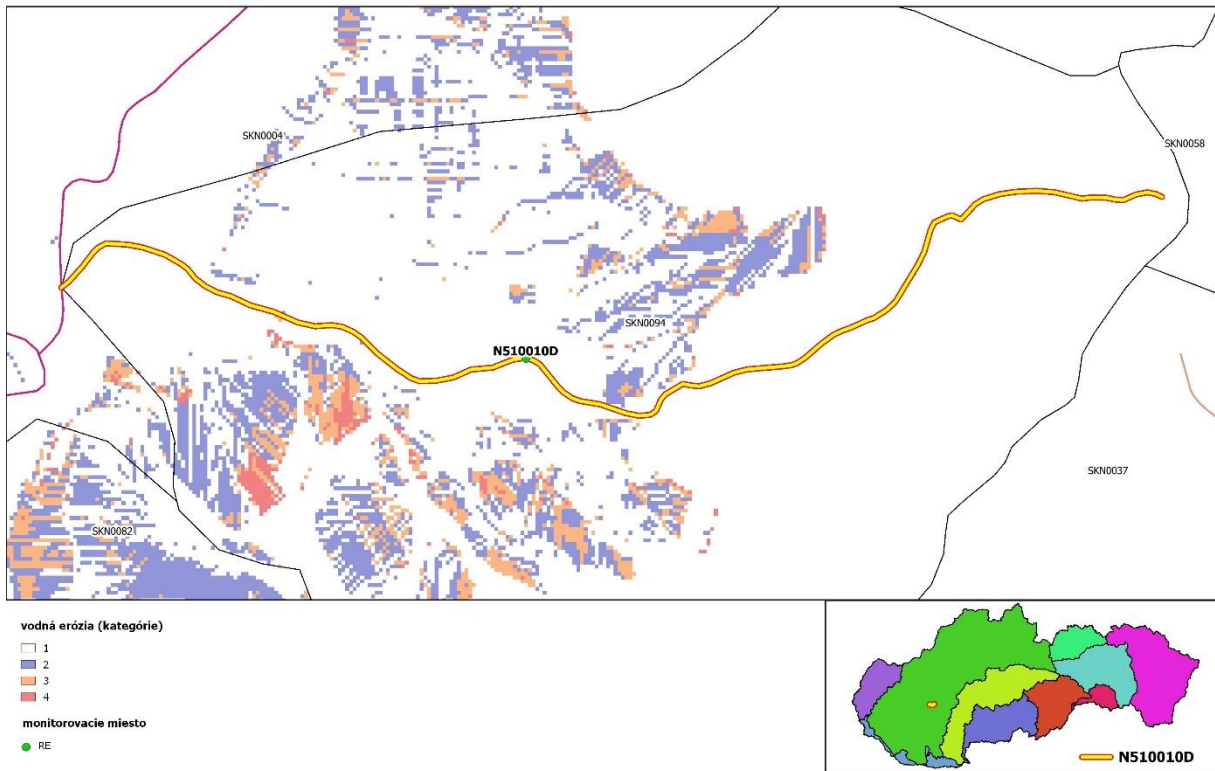 SKN0004
SKN0058
SKN0094
N510010D
SKN0037
SKN0082
vodná erózia (kategórie)
1
2
3
4
monitorovacie miesto
RE
N510010D